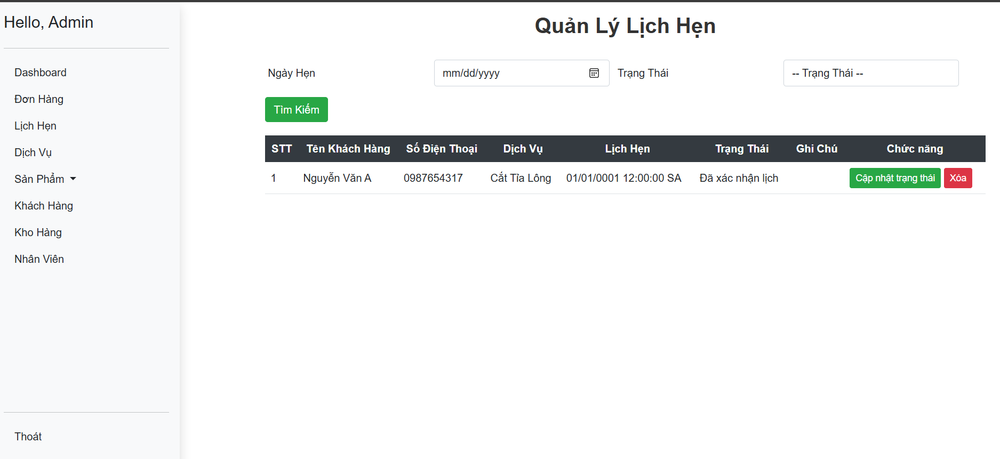 Hello, Admin
Dashboard
Đơn Hàng
Lịch Hẹn
Dịch Vụ
Sản Phẩm
Khách Hàng
Kho Hàng
Nhân Viên
Thoát
Quản Lý Lịch Hẹn
Ngày Hẹn mm/dd/yyyy Trạng Thái -- Trạng Thái --
Tìm Kiếm
STT Tên Khách Hàng Số Điện Thoại Dịch Vụ Lịch Hẹn Trạng Thái Ghi Chú Chức năng
1 Nguyễn Văn A 0987654317 Cắt Tỉa Lông 01/01/0001 12:00:00 SA Đã xác nhận lịch Cập nhật trạng thái Xóa